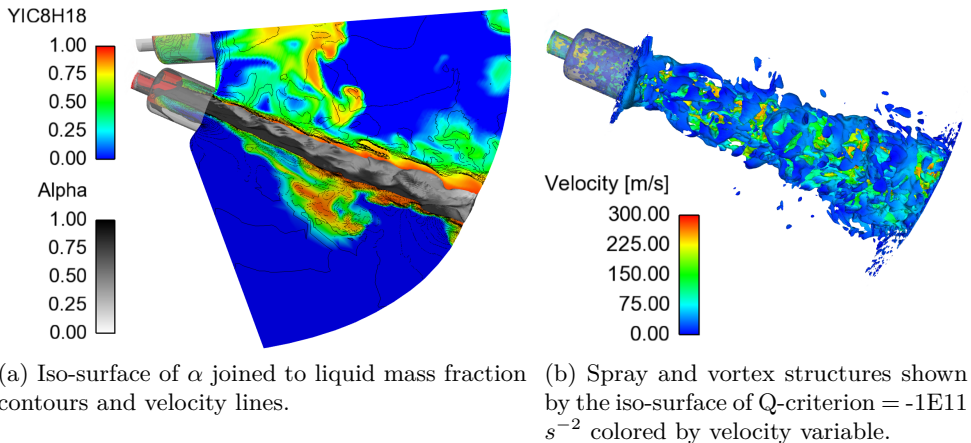 YIC8H18
1.00
0.75
0.50
0.25
0.00
Alpha
1.00
0.75
0.50
0.25
0.00
(a) Iso-surface of α joined to liquid mass fraction
contours and velocity lines.
Velocity [m/s]
300.00
225.00
150.00
75.00
0.00
(b) Spray and vortex structures shown
by the iso-surface of Q-criterion = -1E11
s⁻² colored by velocity variable.